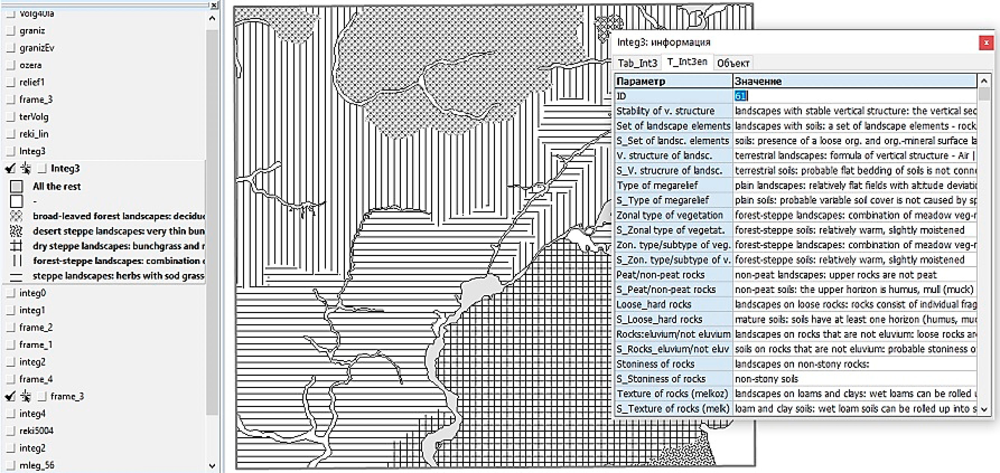 volg40la
graniz
granizEv
ozera
relief1
frame_3
terVolg
reki_lin
Integ3
Integ3
All the rest
-
broad-leaved forest landscapes: deciduo
desert steppe landscapes: very thin bun
dry steppe landscapes: bunchgrass and r
forest-steppe landscapes: combination o
steppe landscapes: herbs with sod grass
integ0
integ1
frame_2
frame_1
integ2
frame_4
frame_3
integ4
reki5004
integ2
mleg_56
Integ3: информация
Tab_Int3 T_Int3en Объект
Параметр Значение
ID 61
Stability of v. structure landscapes with stable vertical structure: the vertical sec
Set of landscape elements landscapes with soils: a set of landscape elements - rock
S_Set of landsc. elements soils: presence of a loose org. and org.-mineral surface la
V. structure of landsc. terrestrial landscapes: formula of vertical structure - Air |
S_V. strucrure of landsc. terrestrial soils: probable flat bedding of soils is not conne
Type of megarelief plain landscapes: relatively flat fields with altitude deviatio
S_Type of megarelief plain soils: probable variable soil cover is not caused by sp
Zonal type of vegetation forest-steppe landscapes: combination of meadow veg-r
S_Zonal type of vegetat. forest-steppe soils: relatively warm, slightly moistened
Zon. type/subtype of veg. forest-steppe landscapes: combination of meadow veg-r
S_Zon. type/subtype of v. forest-steppe soils: relatively warm, slightly moistened
Peat/non-peat rocks non-peat landscapes: upper rocks are not peat
S_Peat/non-peat rocks non-peat soils: the upper horizon is humus, mull (muck)
Loose_hard rocks landscapes on loose rocks: rocks consist of individual frag
S_Loose_hard rocks mature soils: soils have at least one horizon (humus, muc
Rocks:eluvium/not eluvium landscapes on rocks that are not eluvium: loose rocks are
S_Rocks_eluvium/not eluv soils on rocks that are not eluvium: probable stoniness o
Stoniness of rocks landscapes on non-stony rocks:
S_Stoniness of rocks non-stony soils
Texture of rocks (melkoz) landscapes on loams and clays: wet loams can be rolled u
S_Texture of rocks (melk) loam and clay soils: wet loam soils can be rolled up into s